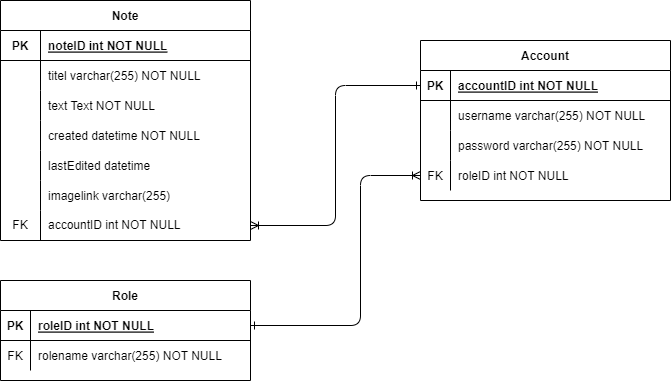 Note
PK noteID int NOT NULL
titel varchar(255) NOT NULL
text Text NOT NULL
created datetime NOT NULL
lastEdited datetime
imagelink varchar(255)
FK accountID int NOT NULL
Account
PK accountID int NOT NULL
username varchar(255) NOT NULL
password varchar(255) NOT NULL
FK roleID int NOT NULL
Role
PK roleID int NOT NULL
FK rolename varchar(255) NOT NULL